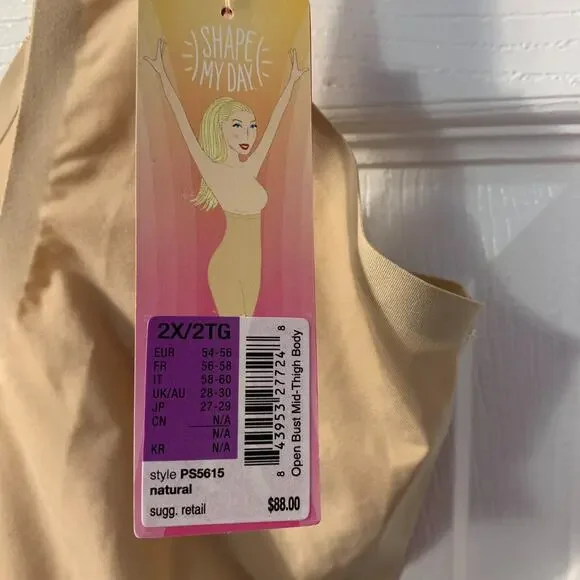 SHAPE
MY DAY
2X/2TG
EUR 54-56
FR 56-58
IT 58-60
UK/AU 28-30
JP 27-29
CN N/A
N/A
KR N/A
style PS5615
natural
sugg. retail $88.00
8 43953 27724 8
Open Bust Mid-Thigh Body